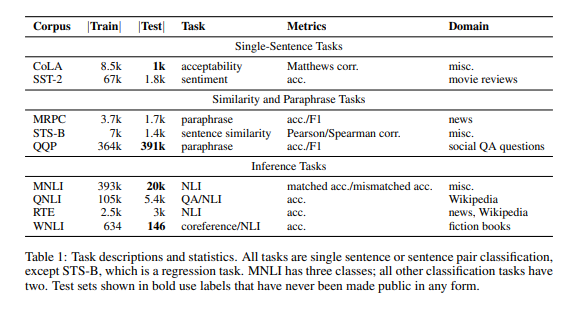 Corpus |Train| |Test| Task Metrics Domain
Single-Sentence Tasks
CoLA 8.5k 1k acceptability Matthews corr. misc.
SST-2 67k 1.8k sentiment acc. movie reviews
Similarity and Paraphrase Tasks
MRPC 3.7k 1.7k paraphrase acc./F1 news
STS-B 7k 1.4k sentence similarity Pearson/Spearman corr. misc.
QQP 364k 391k paraphrase acc./F1 social QA questions
Inference Tasks
MNLI 393k 20k NLI matched acc./mismatched acc. misc.
QNLI 105k 5.4k QA/NLI acc. Wikipedia
RTE 2.5k 3k NLI acc. news, Wikipedia
WNLI 634 146 coreference/NLI acc. fiction books
Table 1: Task descriptions and statistics. All tasks are single sentence or sentence pair classification,
except STS-B, which is a regression task. MNLI has three classes; all other classification tasks have
two. Test sets shown in bold use labels that have never been made public in any form.